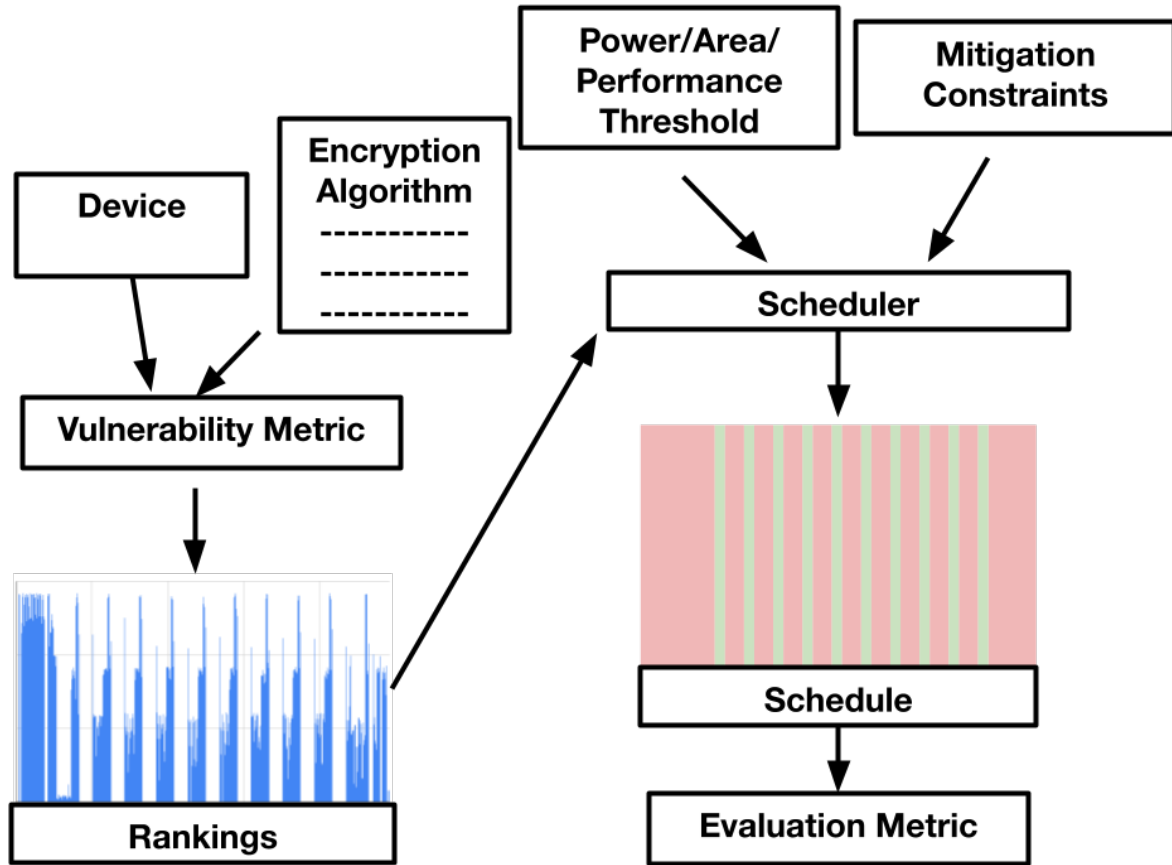 Power/Area/
Performance
Threshold
Mitigation
Constraints
Encryption
Algorithm
-----------
-----------
-----------
Device
Scheduler
Vulnerability Metric
Schedule
Rankings
Evaluation Metric